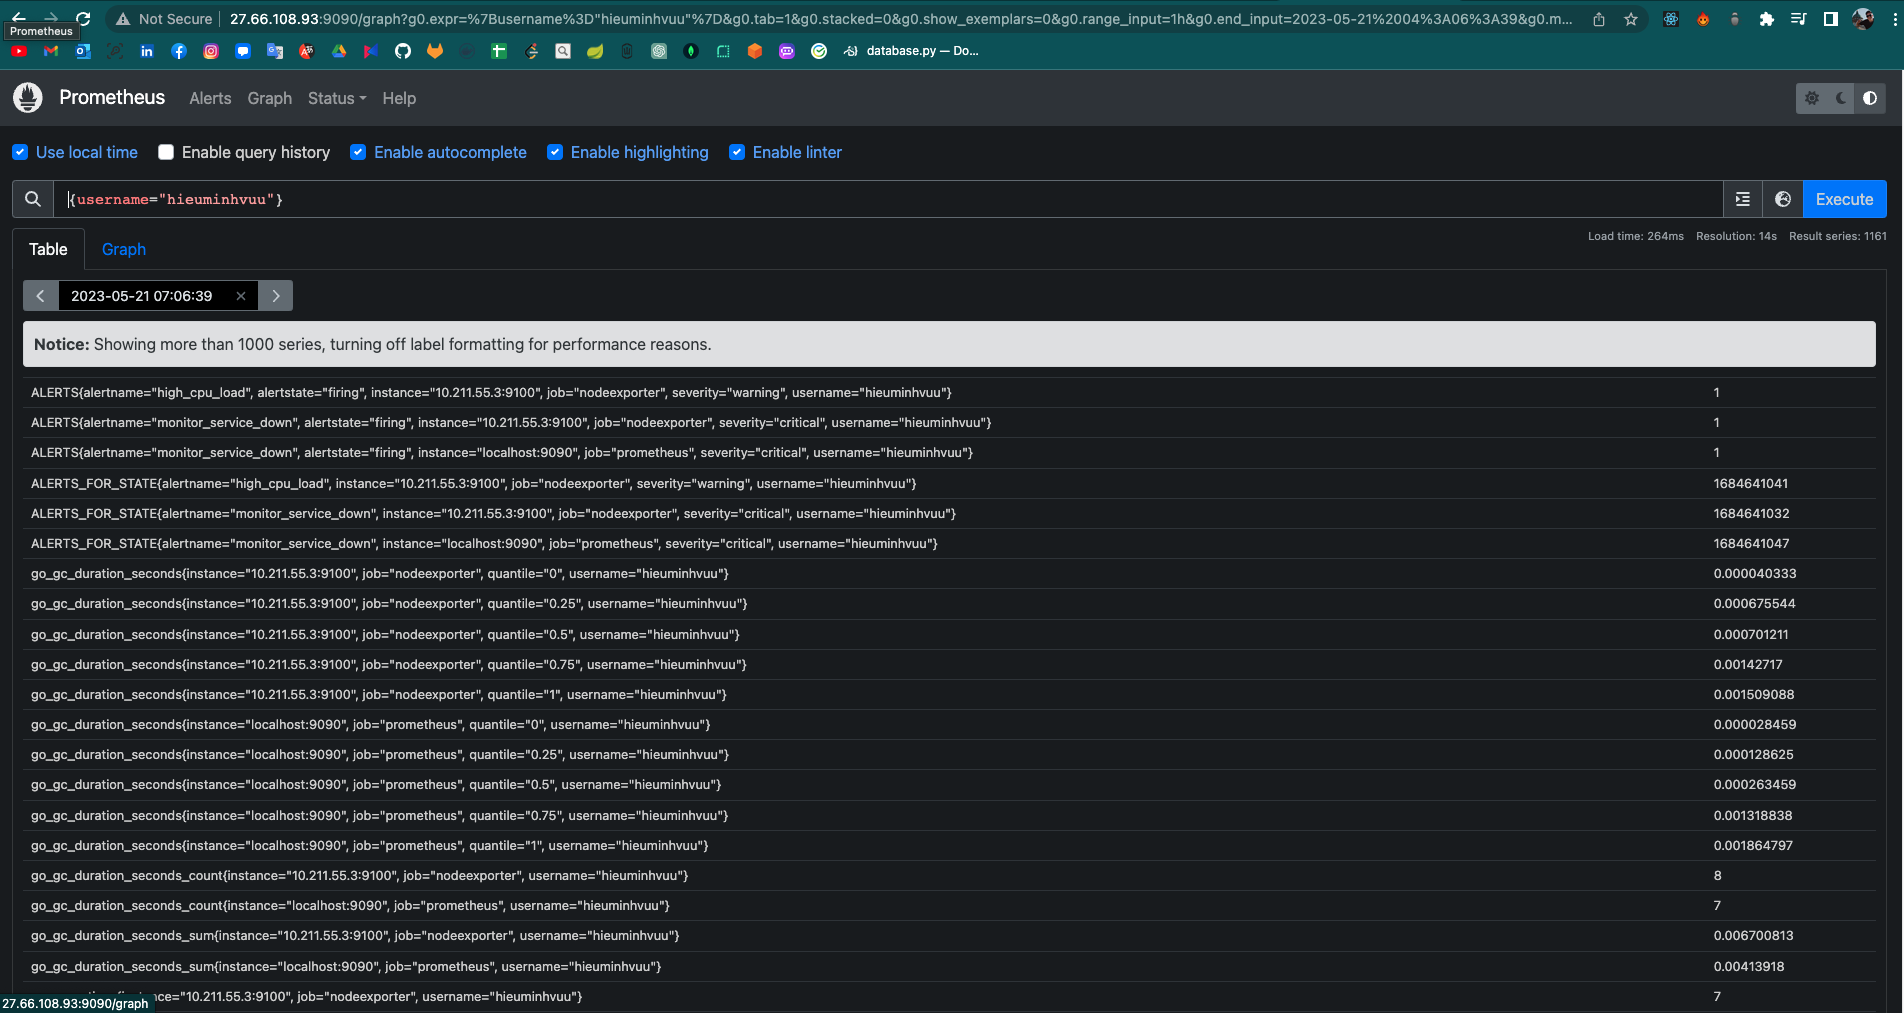 Not Secure 27.66.108.93:9090/graph?g0.expr=%7Busername%3D"hieuminhvuu"%7D&g0.tab=1&g0.stacked=0&g0.show_exemplars=0&g0.range_input=1h&g0.end_input=2023-05-21%2004%3A06%3A39&g0.m...
Prometheus
database.py — Do...
Prometheus Alerts Graph Status Help
Use local time Enable query history Enable autocomplete Enable highlighting Enable linter
{username="hieuminhvuu"} Execute
Table Graph Load time: 264ms Resolution: 14s Result series: 1161
2023-05-21 07:06:39
Notice: Showing more than 1000 series, turning off label formatting for performance reasons.
ALERTS{alertname="high_cpu_load", alertstate="firing", instance="10.211.55.3:9100", job="nodeexporter", severity="warning", username="hieuminhvuu"} 1
ALERTS{alertname="monitor_service_down", alertstate="firing", instance="10.211.55.3:9100", job="nodeexporter", severity="critical", username="hieuminhvuu"} 1
ALERTS{alertname="monitor_service_down", alertstate="firing", instance="localhost:9090", job="prometheus", severity="critical", username="hieuminhvuu"} 1
ALERTS_FOR_STATE{alertname="high_cpu_load", instance="10.211.55.3:9100", job="nodeexporter", severity="warning", username="hieuminhvuu"} 1684641041
ALERTS_FOR_STATE{alertname="monitor_service_down", instance="10.211.55.3:9100", job="nodeexporter", severity="critical", username="hieuminhvuu"} 1684641032
ALERTS_FOR_STATE{alertname="monitor_service_down", instance="localhost:9090", job="prometheus", severity="critical", username="hieuminhvuu"} 1684641047
go_gc_duration_seconds{instance="10.211.55.3:9100", job="nodeexporter", quantile="0", username="hieuminhvuu"} 0.000040333
go_gc_duration_seconds{instance="10.211.55.3:9100", job="nodeexporter", quantile="0.25", username="hieuminhvuu"} 0.000675544
go_gc_duration_seconds{instance="10.211.55.3:9100", job="nodeexporter", quantile="0.5", username="hieuminhvuu"} 0.000701211
go_gc_duration_seconds{instance="10.211.55.3:9100", job="nodeexporter", quantile="0.75", username="hieuminhvuu"} 0.00142717
go_gc_duration_seconds{instance="10.211.55.3:9100", job="nodeexporter", quantile="1", username="hieuminhvuu"} 0.001509088
go_gc_duration_seconds{instance="localhost:9090", job="prometheus", quantile="0", username="hieuminhvuu"} 0.000028459
go_gc_duration_seconds{instance="localhost:9090", job="prometheus", quantile="0.25", username="hieuminhvuu"} 0.000128625
go_gc_duration_seconds{instance="localhost:9090", job="prometheus", quantile="0.5", username="hieuminhvuu"} 0.000263459
go_gc_duration_seconds{instance="localhost:9090", job="prometheus", quantile="0.75", username="hieuminhvuu"} 0.001318838
go_gc_duration_seconds{instance="localhost:9090", job="prometheus", quantile="1", username="hieuminhvuu"} 0.001864797
go_gc_duration_seconds_count{instance="10.211.55.3:9100", job="nodeexporter", username="hieuminhvuu"} 8
go_gc_duration_seconds_count{instance="localhost:9090", job="prometheus", username="hieuminhvuu"} 7
go_gc_duration_seconds_sum{instance="10.211.55.3:9100", job="nodeexporter", username="hieuminhvuu"} 0.006700813
go_gc_duration_seconds_sum{instance="localhost:9090", job="prometheus", username="hieuminhvuu"} 0.00413918
ce="10.211.55.3:9100", job="nodeexporter", username="hieuminhvuu"} 7
27.66.108.93:9090/graph